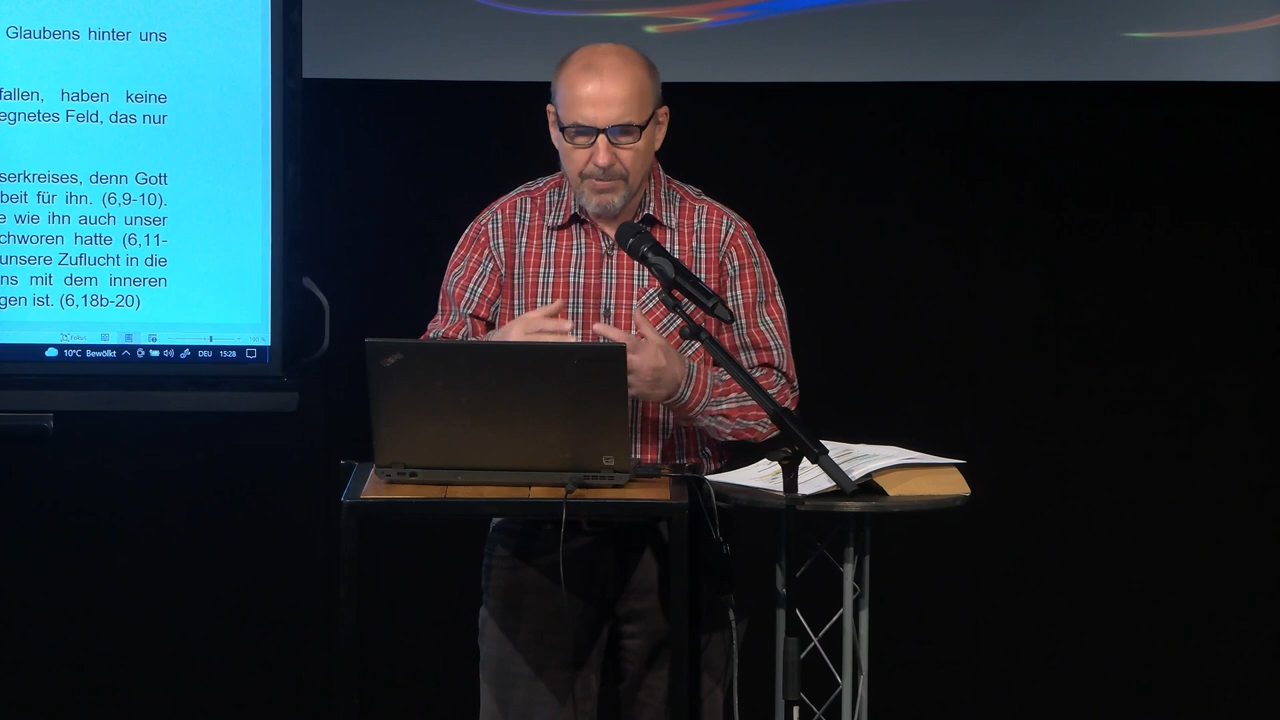 Glaubens hinter uns
fallen, haben keine
egnetes Feld, das nur
serkreises, denn Gott
beit für ihn. (6,9-10).
e wie ihn auch unser
chworen hatte (6,11-
unsere Zuflucht in die
ns mit dem inneren
gen ist. (6,18b-20)
Fokus
190 %
10°C Bewölkt
DEU
15:28